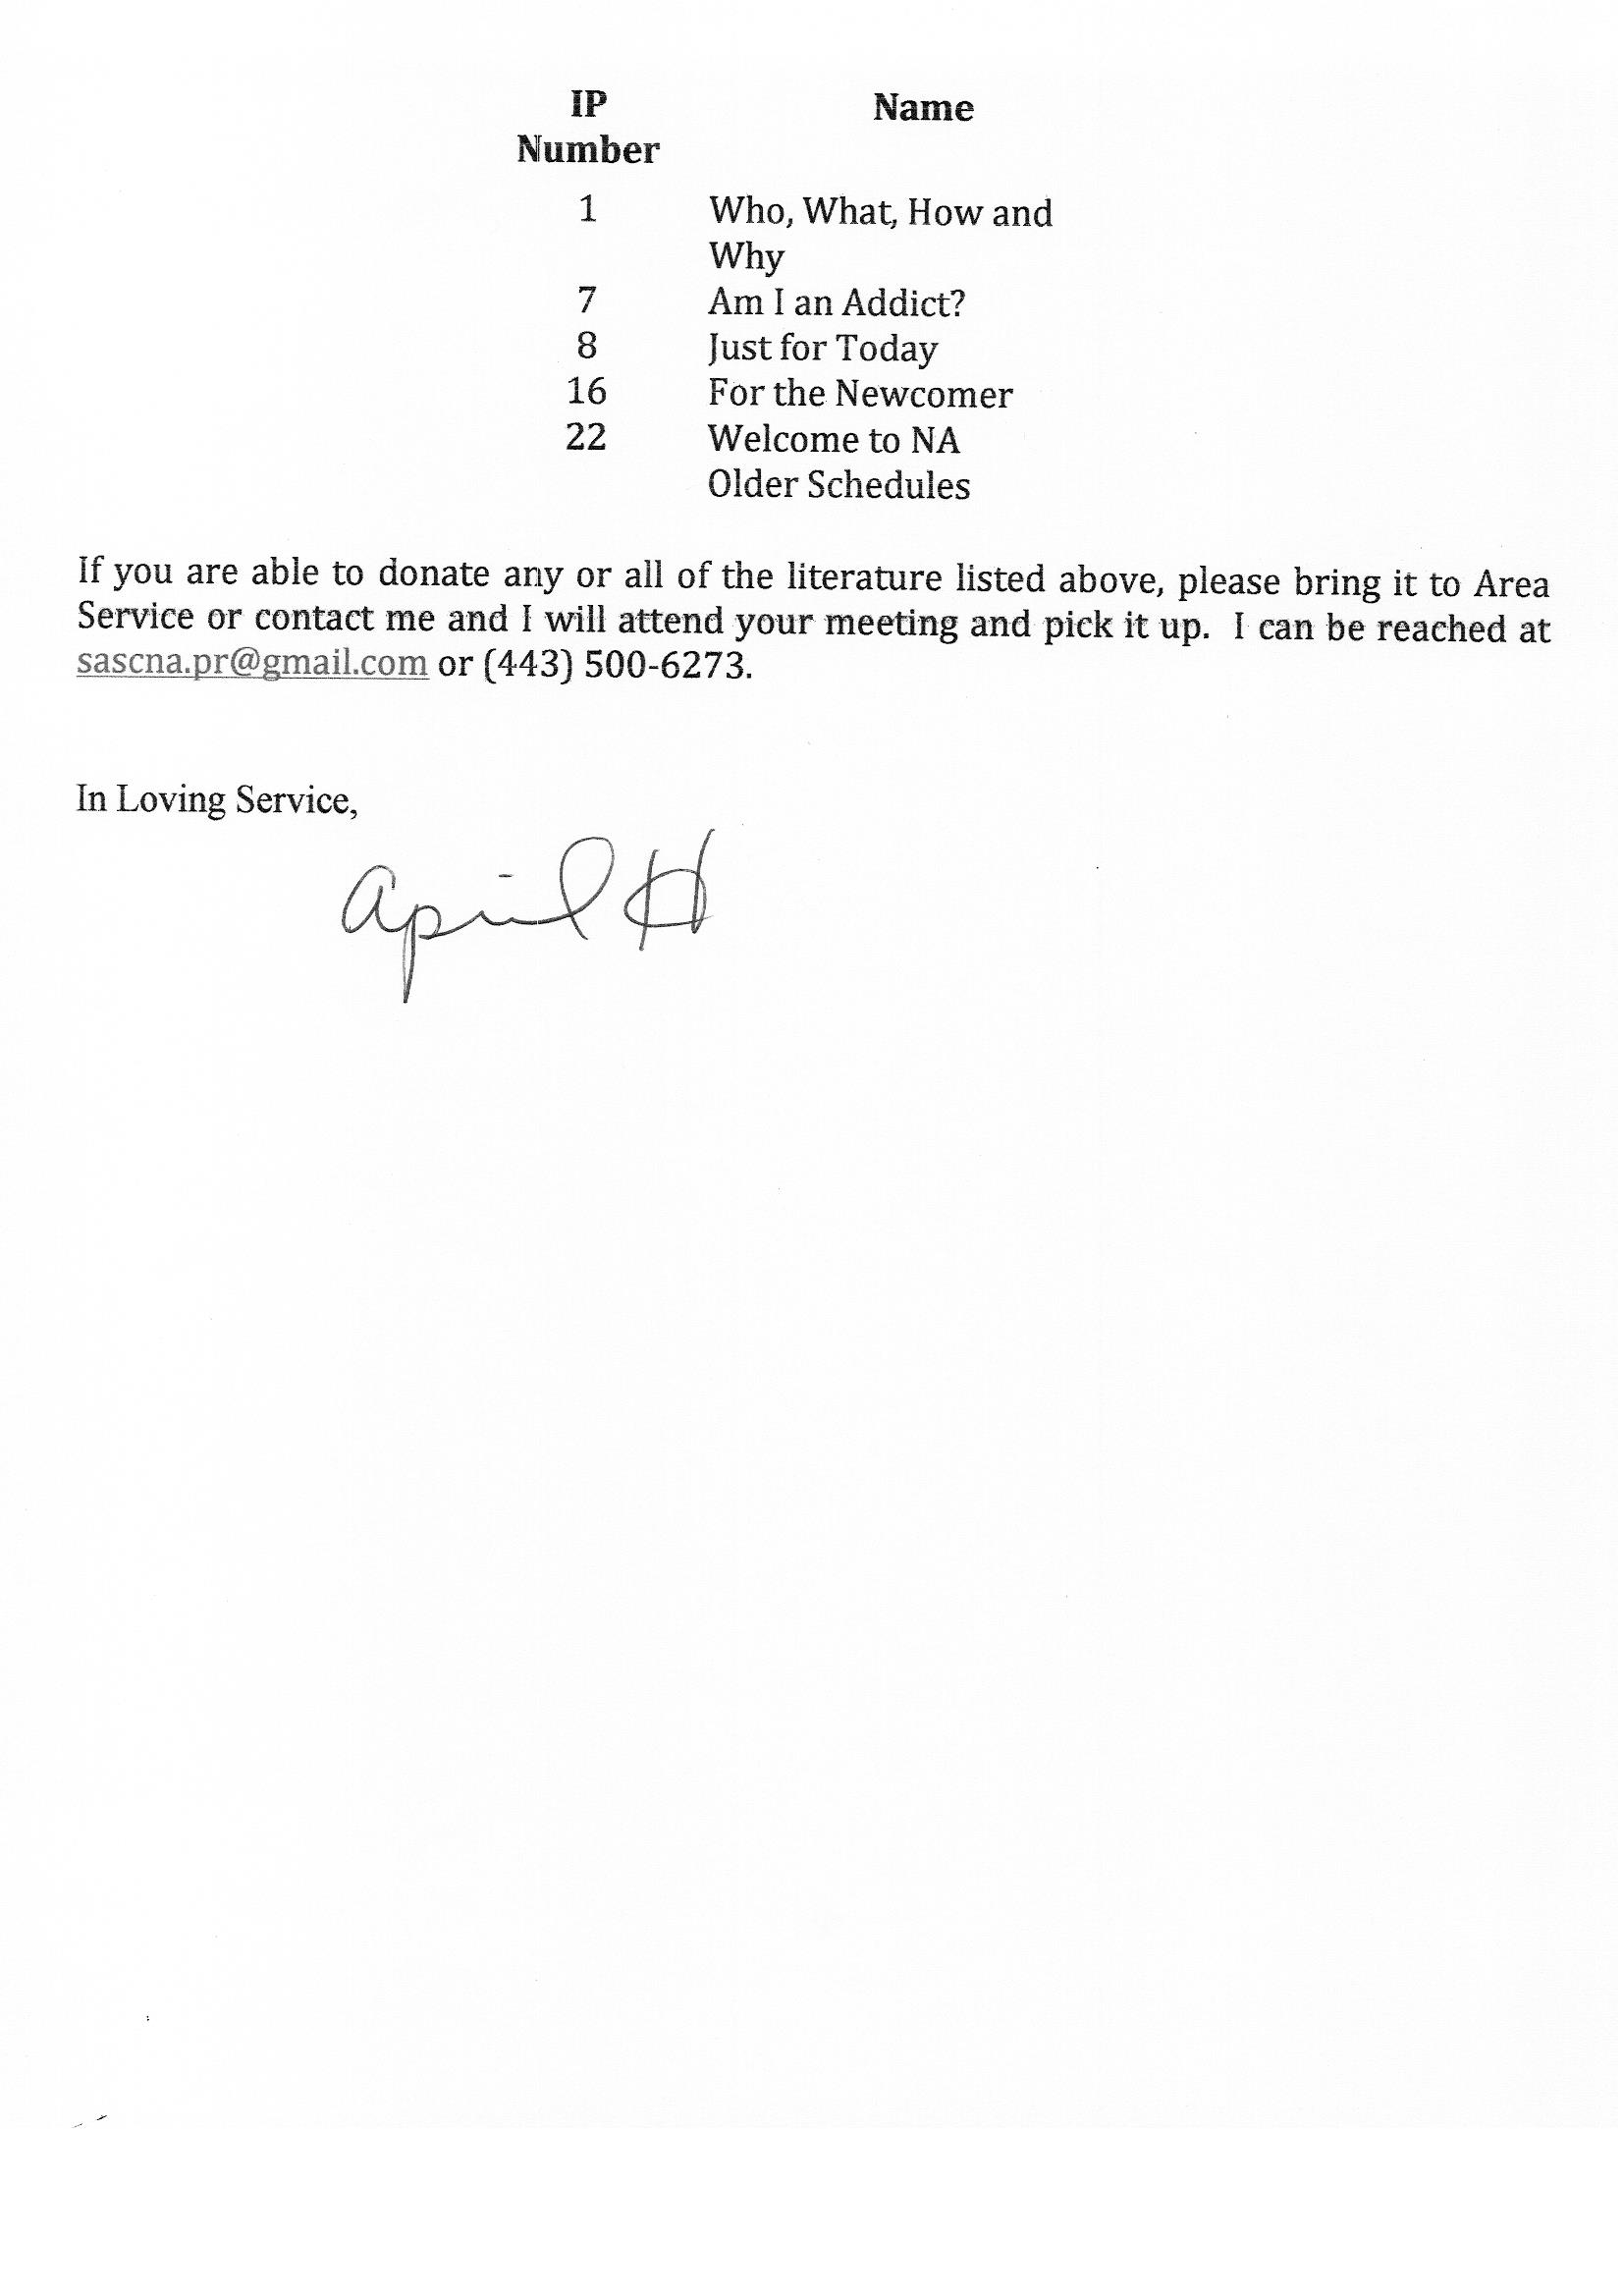 IP Name
Number
1 Who, What, How and
Why
7 Am I an Addict?
8 Just for Today
16 For the Newcomer
22 Welcome to NA
Older Schedules
If you are able to donate any or all of the literature listed above, please bring it to Area
Service or contact me and I will attend your meeting and pick it up. I can be reached at
sascna.pr@gmail.com or (443) 500-6273.
In Loving Service,
April H